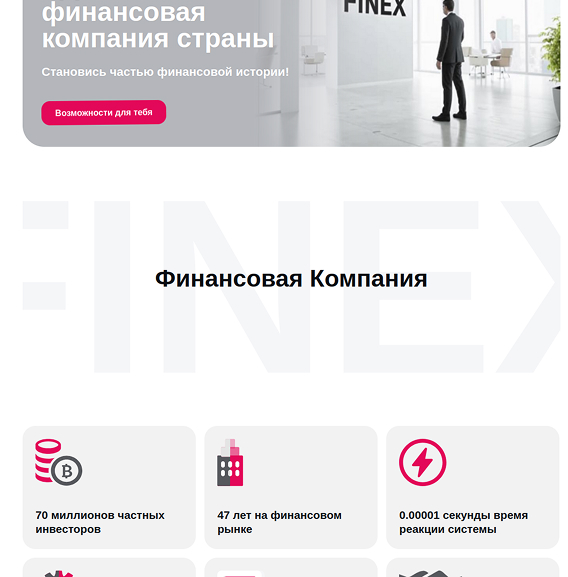 финансовая
компания страны
FINEX
Становись частью финансовой истории!
Возможности для тебя
FINEX
Финансовая Компания
70 миллионов частных
инвесторов
47 лет на финансовом
рынке
0.00001 секунды время
реакции системы